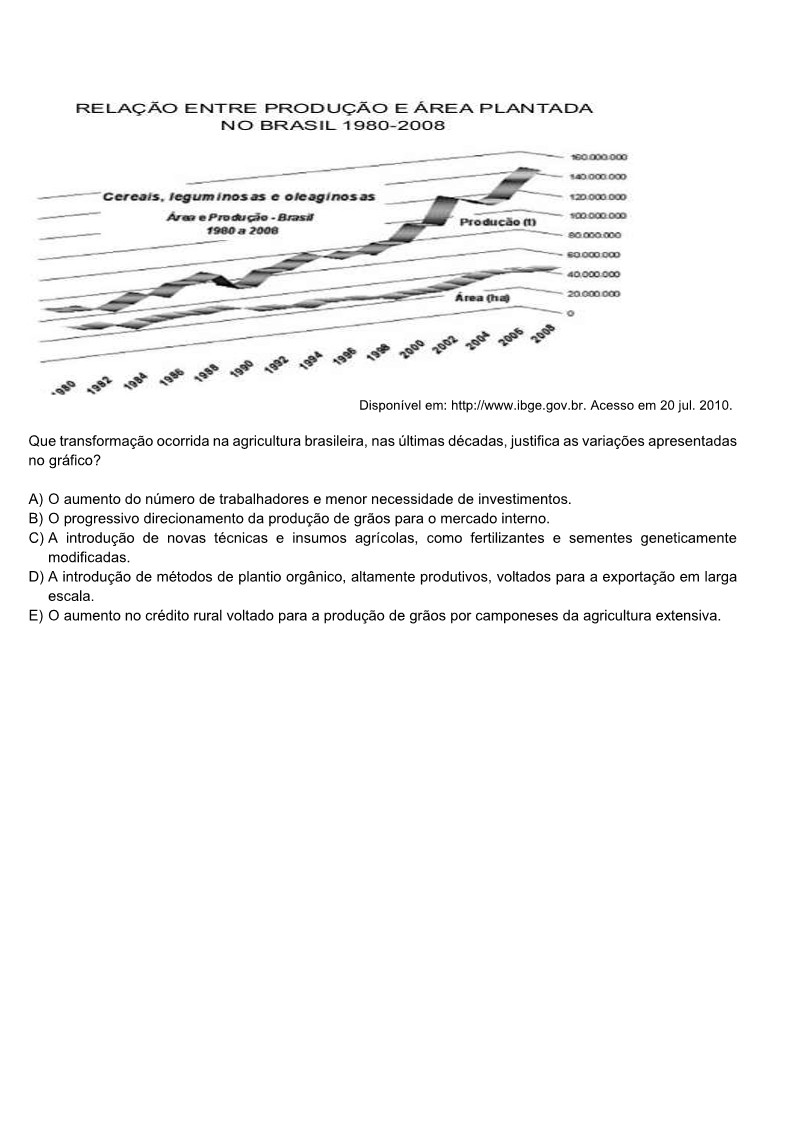 RELAÇÃO ENTRE PRODUÇÃO E ÁREA PLANTADA
NO BRASIL 1980-2008
160.000.000
140.000.000
120.000.000
100.000.000
80.000.000
60.000.000
40.000.000
20.000.000
0
Cereais, leguminosas e oleaginosas
Área e Produção - Brasil
1980 a 2008
Produção (t)
Área (ha)
1980
1982
1984
1986
1988
1990
1992
1994
1996
1998
2000
2002
2004
2006
2008
Disponível em: http://www.ibge.gov.br. Acesso em 20 jul. 2010.
Que transformação ocorrida na agricultura brasileira, nas últimas décadas, justifica as variações apresentadas
no gráfico?
A) O aumento do número de trabalhadores e menor necessidade de investimentos.
B) O progressivo direcionamento da produção de grãos para o mercado interno.
C) A introdução de novas técnicas e insumos agrícolas, como fertilizantes e sementes geneticamente
modificadas.
D) A introdução de métodos de plantio orgânico, altamente produtivos, voltados para a exportação em larga
escala.
E) O aumento no crédito rural voltado para a produção de grãos por camponeses da agricultura extensiva.